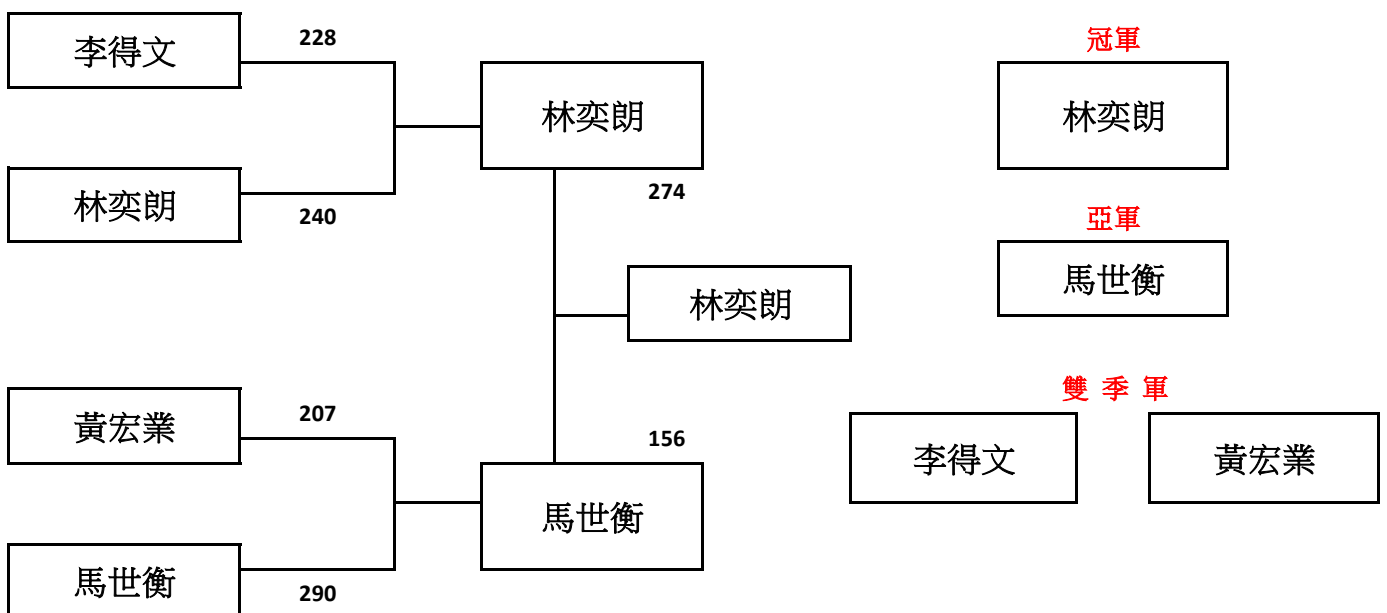 李得文
228
林奕朗
240
林奕朗
274
林奕朗
黃宏業
207
馬世衡
290
156
馬世衡
冠軍
林奕朗
亞軍
馬世衡
雙 季 軍
李得文
黃宏業